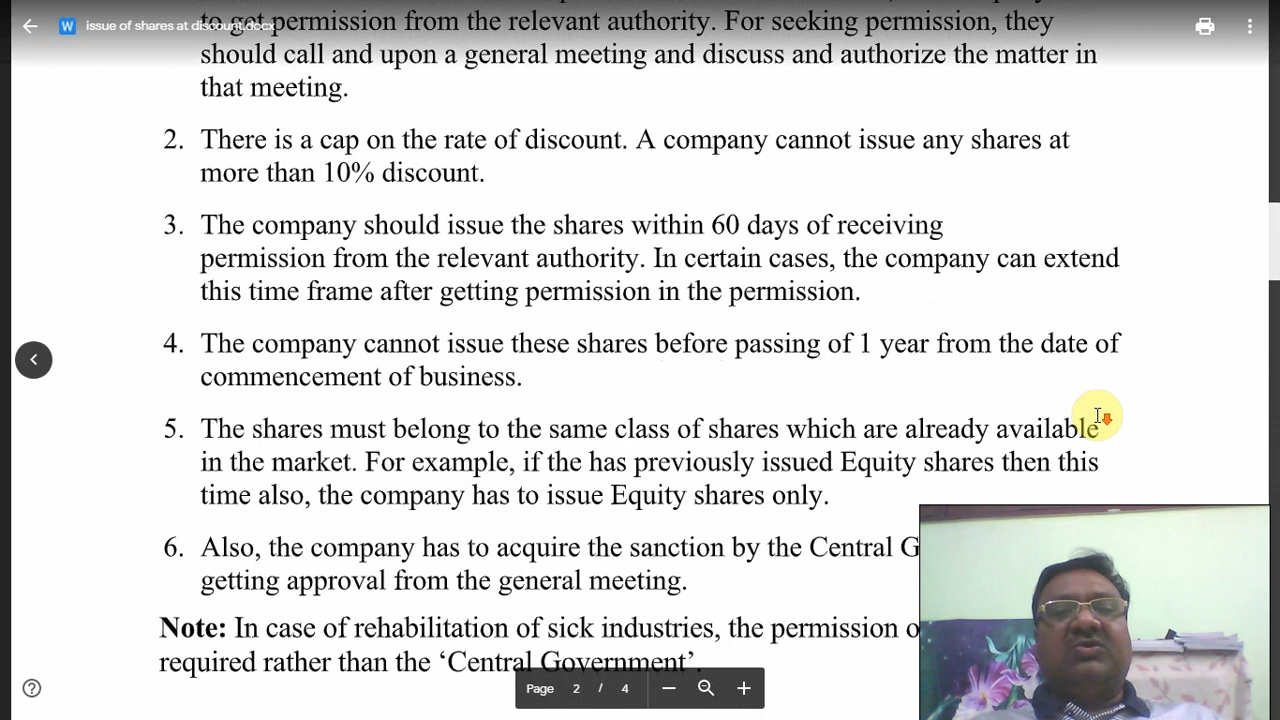 to get permission from the relevant authority. For seeking permission, they
issue of shares at discount.docx
should call and upon a general meeting and discuss and authorize the matter in
that meeting.
2. There is a cap on the rate of discount. A company cannot issue any shares at
more than 10% discount.
3. The company should issue the shares within 60 days of receiving
permission from the relevant authority. In certain cases, the company can extend
this time frame after getting permission in the permission.
4. The company cannot issue these shares before passing of 1 year from the date of
commencement of business.
5. The shares must belong to the same class of shares which are already available
in the market. For example, if the has previously issued Equity shares then this
time also, the company has to issue Equity shares only.
6. Also, the company has to acquire the sanction by the Central G
getting approval from the general meeting.
Note: In case of rehabilitation of sick industries, the permission o
required rather than the ‘Central Government’.
Page 2 / 4